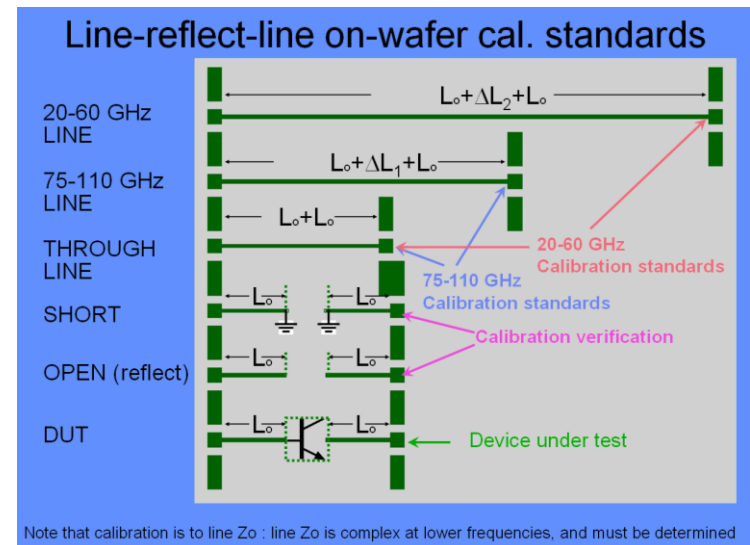 Line-reflect-line on-wafer cal. standards
Lₒ+ΔL₂+Lₒ
20-60 GHz
LINE
Lₒ+ΔL₁+Lₒ
75-110 GHz
LINE
Lₒ+Lₒ
THROUGH
LINE
20-60 GHz
Calibration standards
75-110 GHz
Calibration standards
Lₒ Lₒ
SHORT
Calibration verification
Lₒ Lₒ
OPEN (reflect)
Lₒ Lₒ
DUT
Device under test
Note that calibration is to line Zo : line Zo is complex at lower frequencies, and must be determined